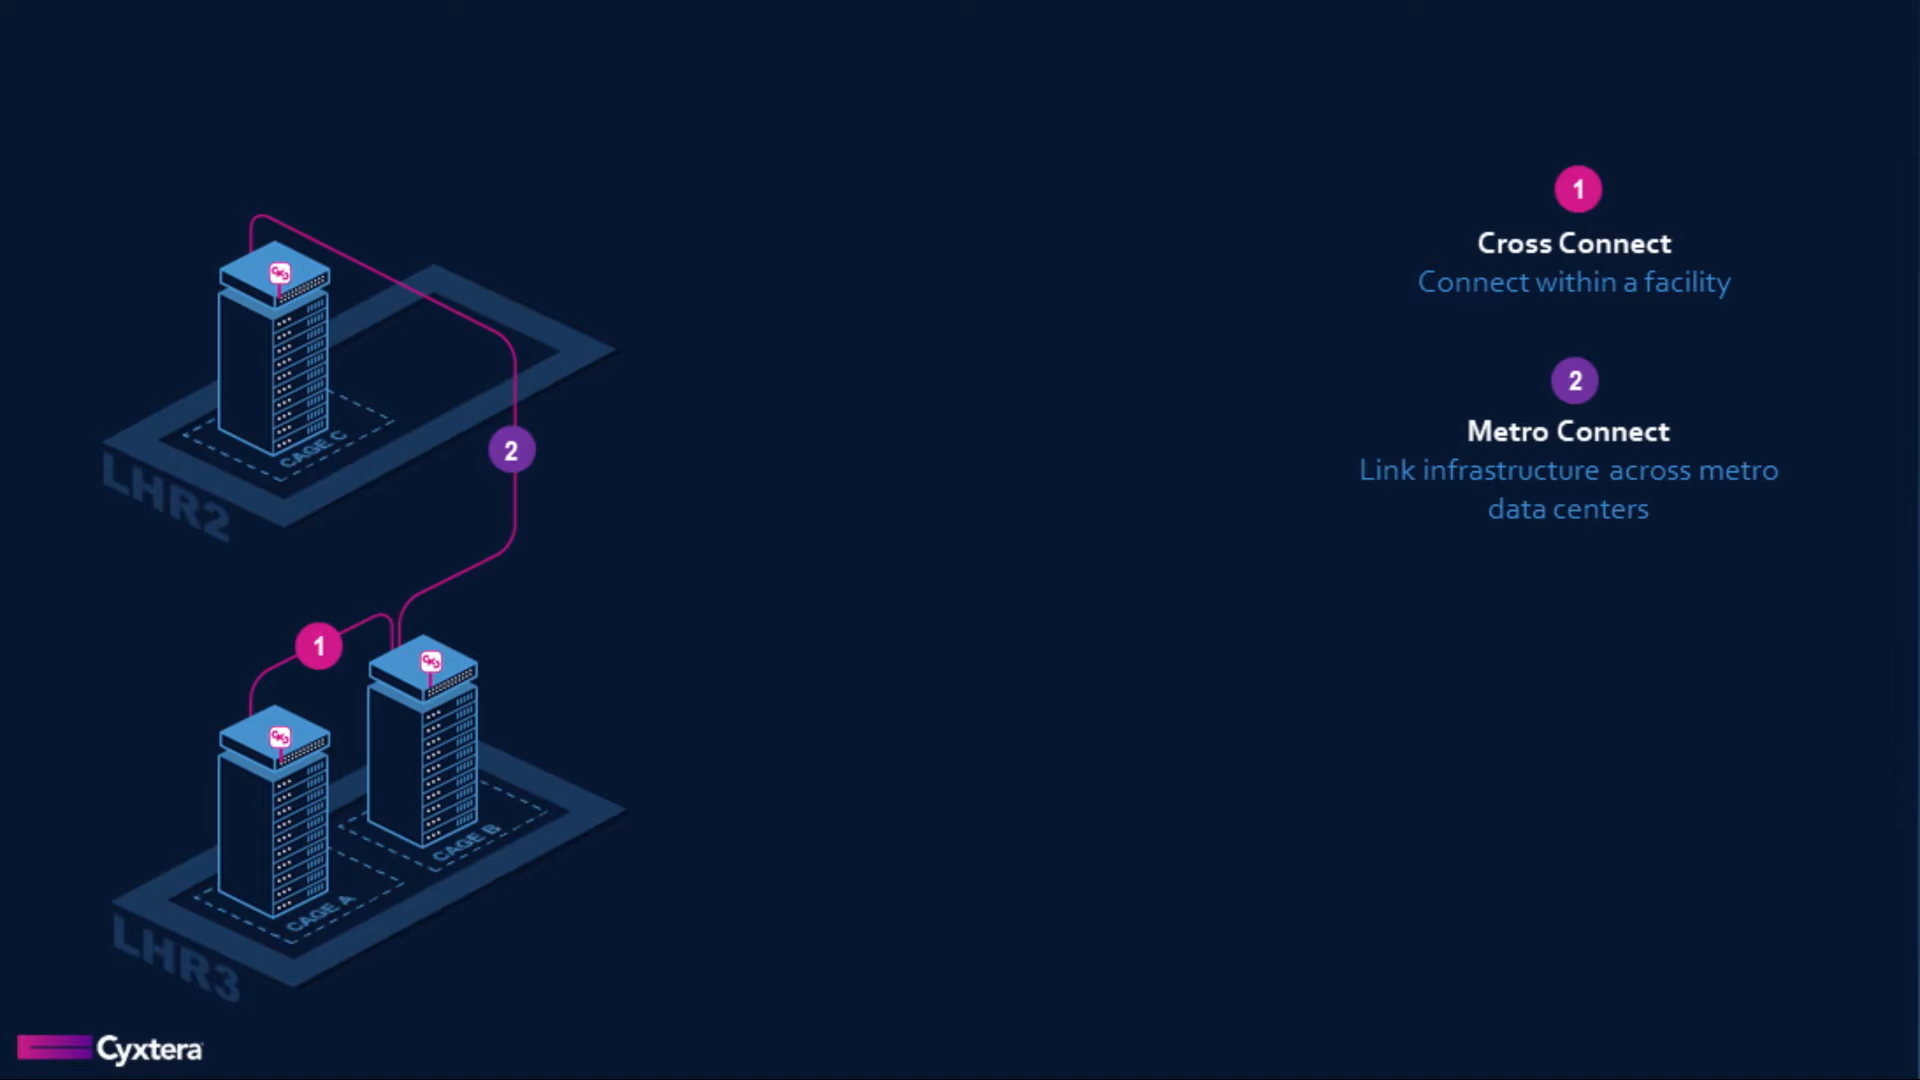 1
Cross Connect
Connect within a facility
2
Metro Connect
Link infrastructure across metro
data centers
CAGE C
LHR2
2
1
CAGE B
CAGE A
LHR3
Cyxtera